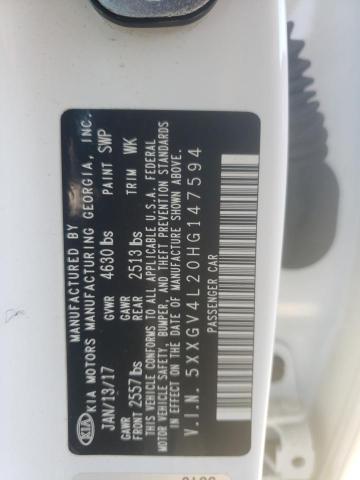 KIA
MANUFACTURED BY
KIA MOTORS MANUFACTURING GEORGIA, INC.
JAN/13/17 GVWR 4630 lbs PAINT SWP
GAWR FRONT 2557 lbs GAWR REAR 2513 lbs TRIM WK
THIS VEHICLE CONFORMS TO ALL APPLICABLE U.S.A. FEDERAL
MOTOR VEHICLE SAFETY, BUMPER, AND THEFT PREVENTION STANDARDS
IN EFFECT ON THE DATE OF MANUFACTURE SHOWN ABOVE.
V.I.N. 5XXGV4L20HG147594
PASSENGER CAR